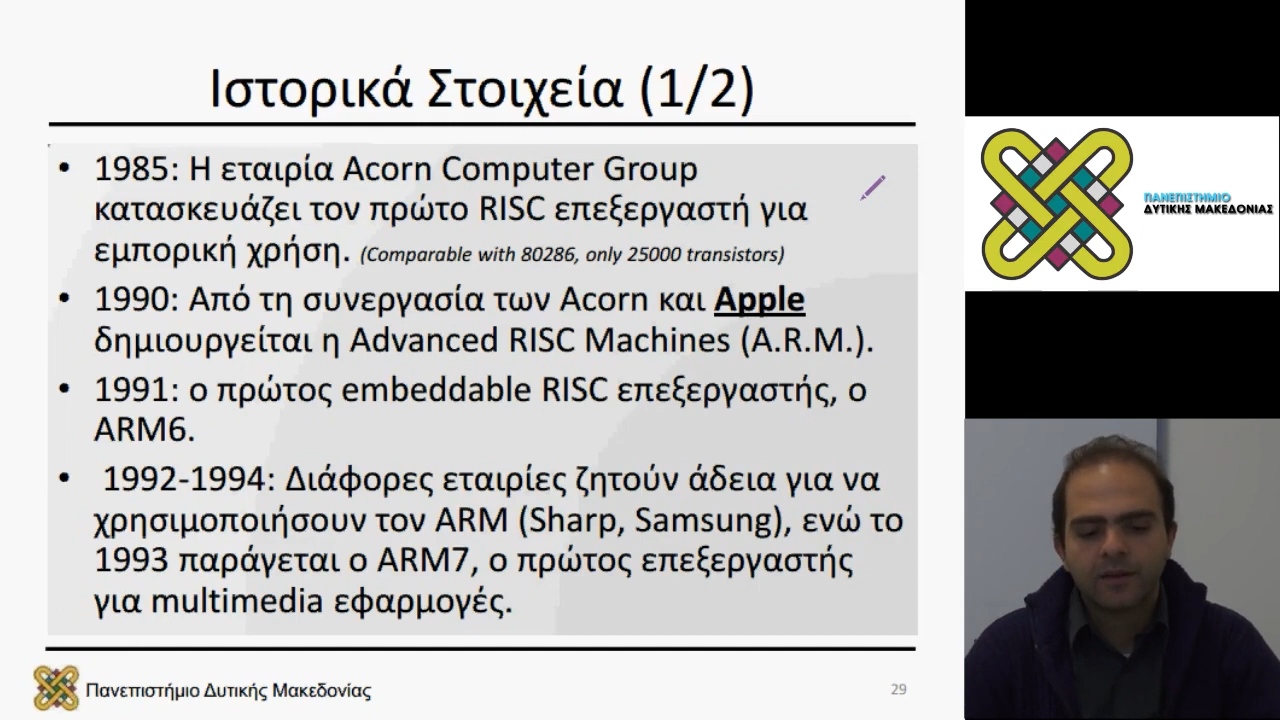 Ιστορικά Στοιχεία (1/2)
• 1985: Η εταιρία Acorn Computer Group
κατασκευάζει τον πρώτο RISC επεξεργαστή για
εμπορική χρήση. (Comparable with 80286, only 25000 transistors)
• 1990: Από τη συνεργασία των Acorn και Apple
δημιουργείται η Advanced RISC Machines (A.R.M.).
• 1991: ο πρώτος embeddable RISC επεξεργαστής, ο
ARM6.
• 1992-1994: Διάφορες εταιρίες ζητούν άδεια για να
χρησιμοποιήσουν τον ARM (Sharp, Samsung), ενώ το
1993 παράγεται ο ARM7, ο πρώτος επεξεργαστής
για multimedia εφαρμογές.
Πανεπιστήμιο Δυτικής Μακεδονίας
29
ΠΑΝΕΠΙΣΤΗΜΙΟ
ΔΥΤΙΚΗΣ ΜΑΚΕΔΟΝΙΑΣ